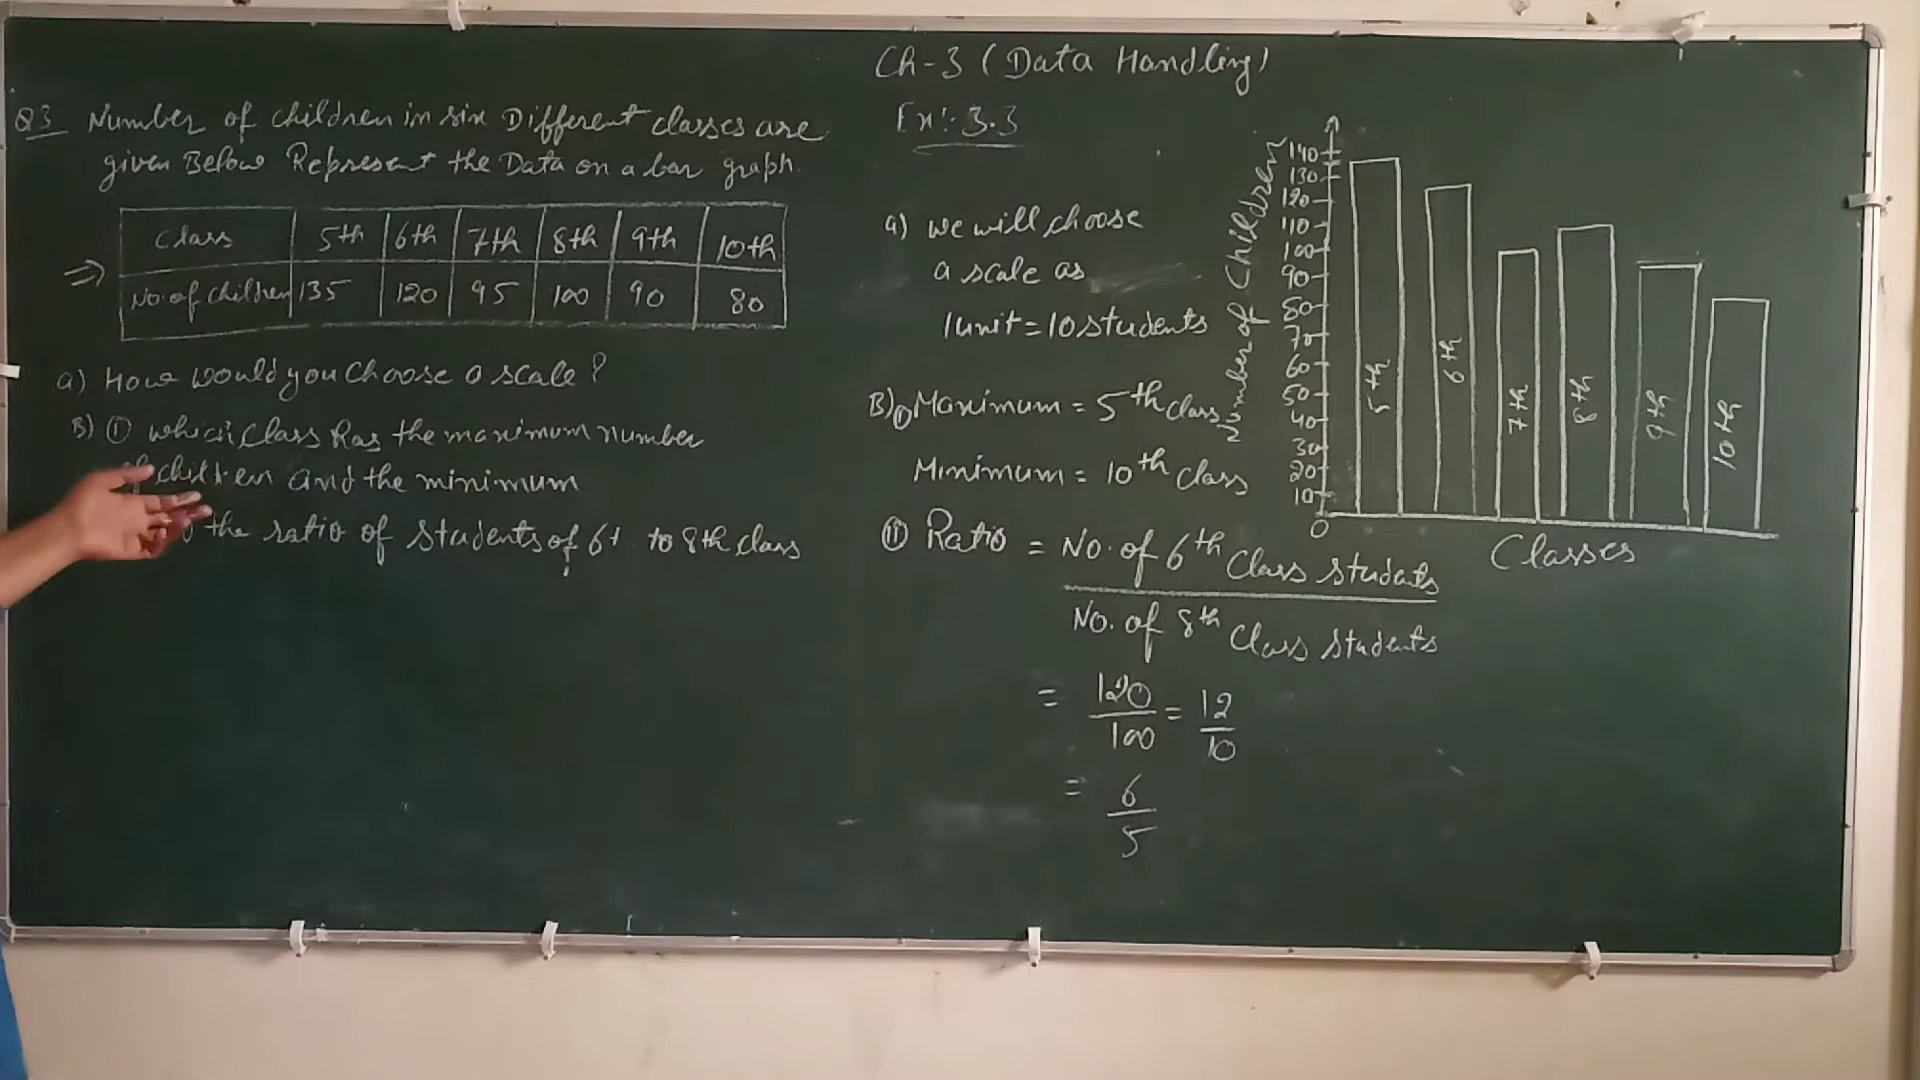 Ch-3 (Data Handling)
Ex:- 3.3
Q3 Number of children in six Different classes are
given Below Represent the Data on a bar graph.
Class 5th 6th 7th 8th 9th 10th
⇒ No. of children 135 120 95 100 90 80
a) How would you choose a scale?
B) (i) which class has the maximum number
of children and the minimum
the ratio of students of 6t to 8th class
a) we will choose
a scale as
1 unit = 10 students
B) (i) Maximum = 5th class
Minimum = 10th class
(ii) Ratio = No. of 6th Class students
No. of 8th Class students
= 120/100 = 12/10
= 6/5
Number of Children
140
130
120
110
100
90
80
70
60
50
40
30
20
10
0
5th 6th 7th 8th 9th 10th
Classes